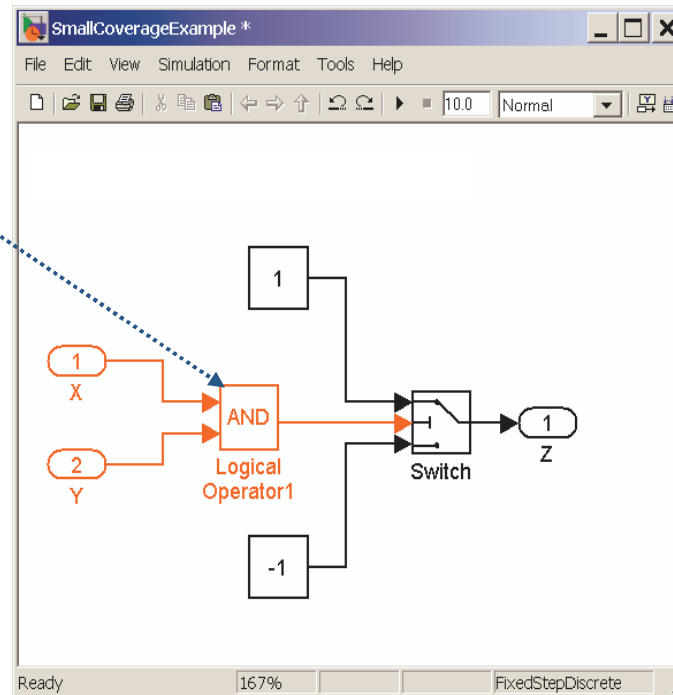 SmallCoverageExample *
File Edit View Simulation Format Tools Help
10.0 Normal
1
1
X
AND
2
Y
Logical
Operator1
Switch
1
Z
-1
Ready 167% FixedStepDiscrete